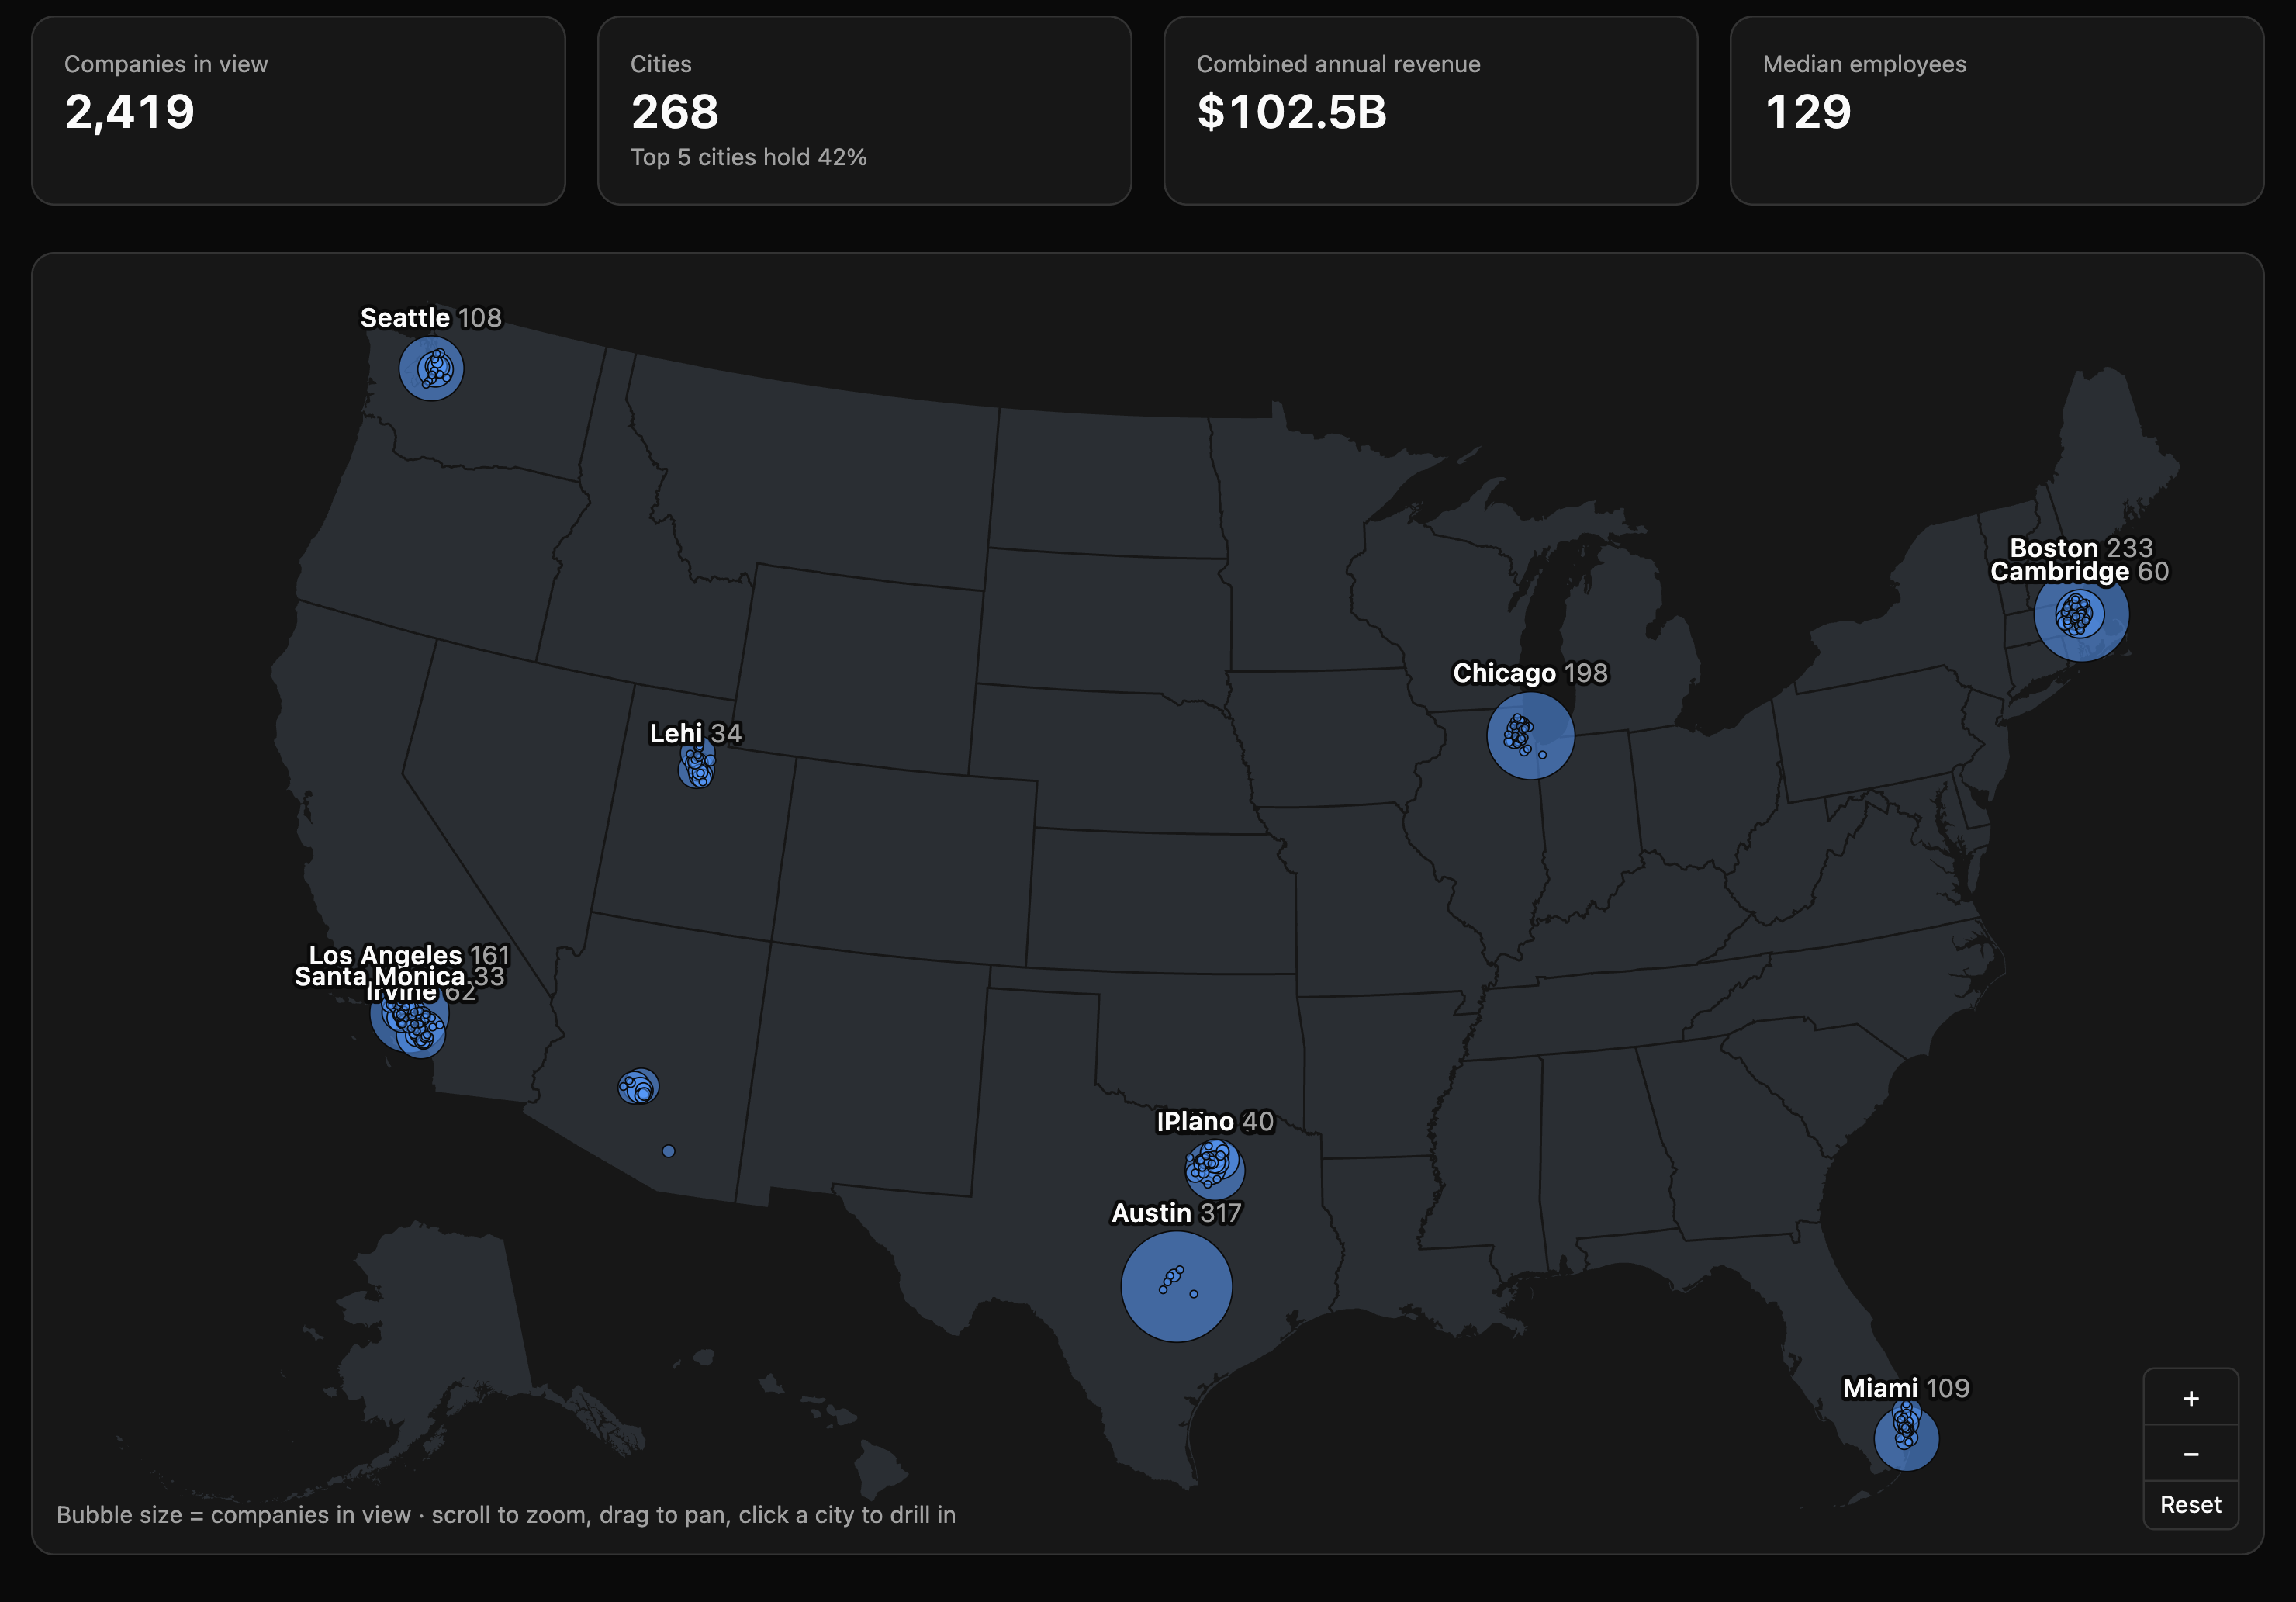 Companies in view
2,419
Cities
268
Top 5 cities hold 42%
Combined annual revenue
$102.5B
Median employees
129
Seattle 108
Boston 233
Cambridge 60
Chicago 198
Lehi 34
Los Angeles 161
Santa Monica 33
Irvine 62
Plano 40
Austin 317
Miami 109
+
−
Reset
Bubble size = companies in view · scroll to zoom, drag to pan, click a city to drill in